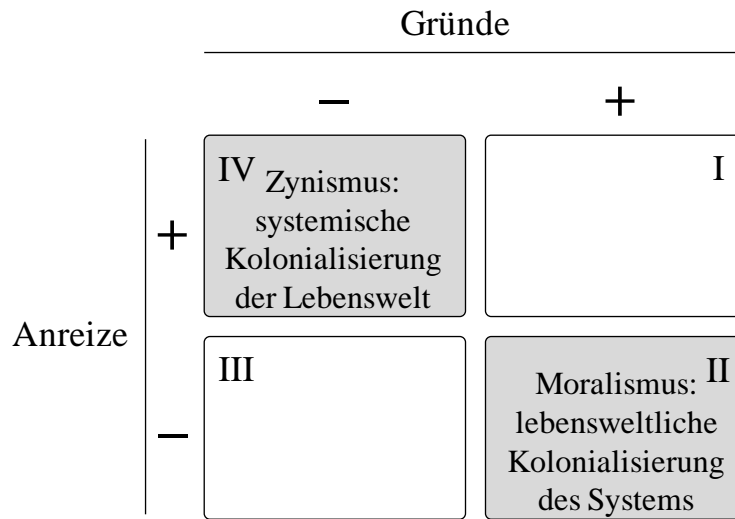 Gründe
− +
IV Zynismus:
systemische
Kolonialisierung
der Lebenswelt
I
+
Anreize
−
III
Moralismus: II
lebensweltliche
Kolonialisierung
des Systems